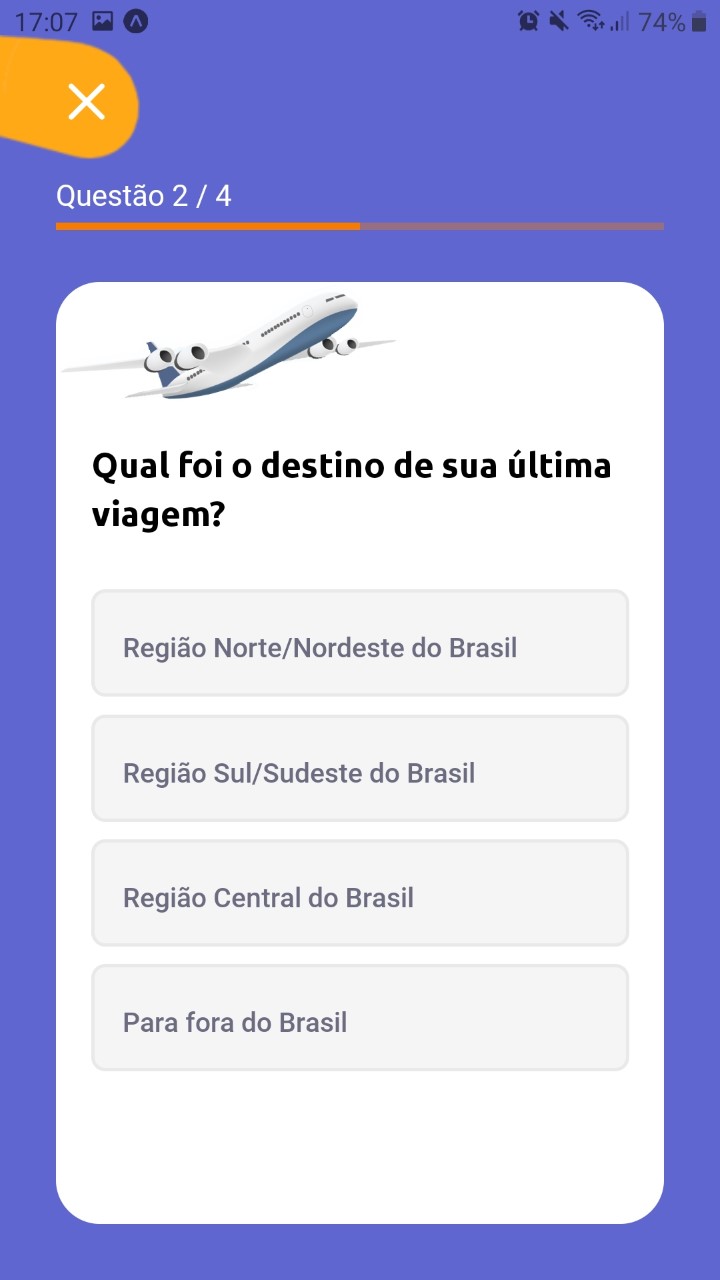 17:07
74%
Questão 2 / 4
Qual foi o destino de sua última
viagem?
Região Norte/Nordeste do Brasil
Região Sul/Sudeste do Brasil
Região Central do Brasil
Para fora do Brasil